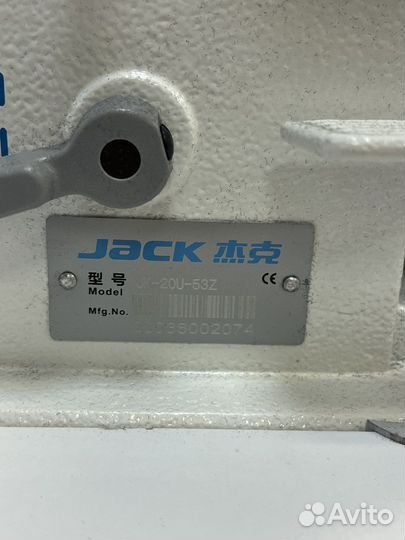 JACK 杰克
型号 JK-20U-53Z
Model
CE
Mfg.No.
Avito